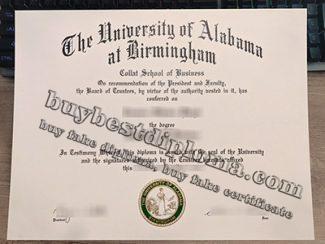 The University of Alabama
at Birmingham
Collat School of Business
On recommendation of the President and Faculty,
the Board of Trustees, by virtue of the authority vested in it, has
conferred on
the degree
buybestdiploma.com
buy fake diploma, buy fake certificate
In Testimony Whereof, this diploma is with the seal of the University
and the signatures authorized by the affixed
this